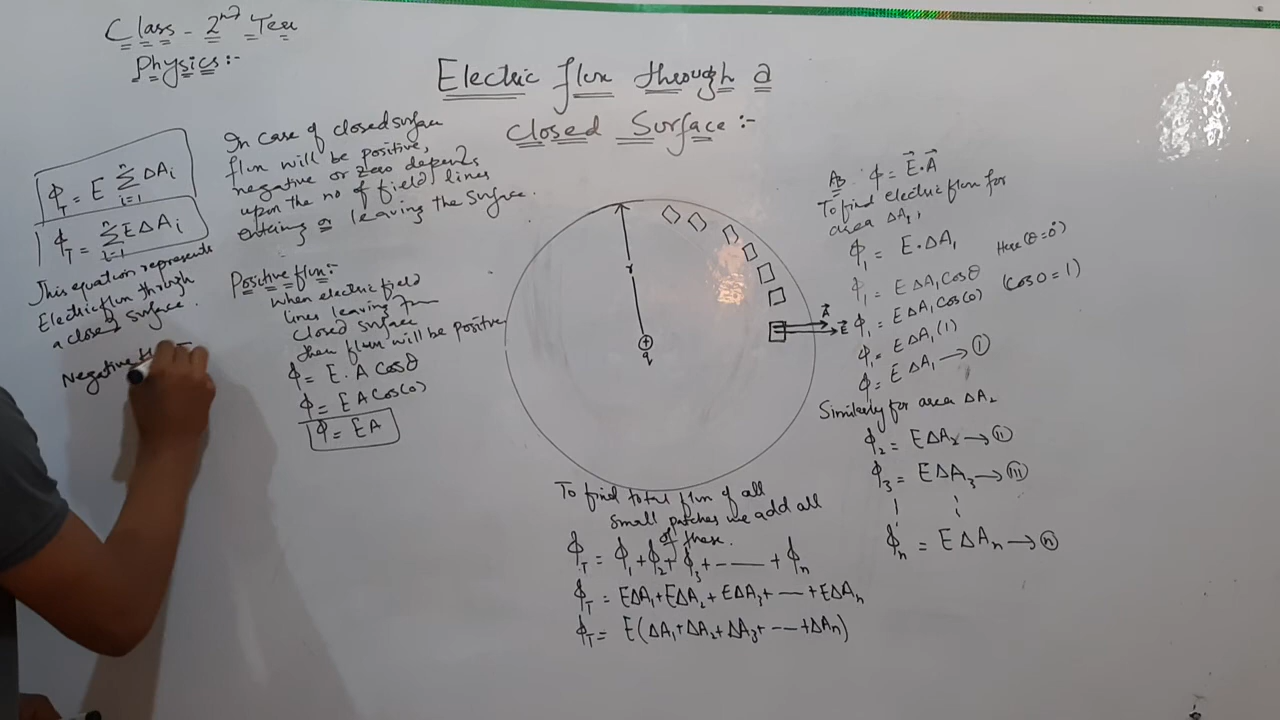 Class - 2nd Year
Physics:-
Electric flux through a
Closed Surface:-
ΦT = E Σ(i=1 to n) ΔAi
ΦT = Σ(i=1 to n) EΔAi
This equation represents
Electric flux through
a closed Surface.
Negative
In case of closed surface
flux will be positive,
negative or zero depends
upon the no of field lines
entering or leaving the Surface.
Positive flux:-
When electric field
lines leaving from
Closed surface
then flux will be positive
Φ = E.A Cosθ
Φ = EA Cos(0)
Φ = EA
r
+
q
A⃗
E⃗
To find total flux of all
small patches we add all
of these.
ΦT = Φ1+Φ2+Φ3+-----+Φn
ΦT = EΔA1+EΔA2+EΔA3+---+EΔAn
ΦT = E(ΔA1+ΔA2+ΔA3+---+ΔAn)
As Φ = E⃗.A⃗
To find electric flux for
area ΔA1,
Φ1 = E.ΔA1
Φ1 = EΔA1 Cosθ Here (θ=0°)
Φ1 = EΔA1 Cos(0) (Cos0=1)
Φ1 = EΔA1(1)
Φ1 = EΔA1 → (I)
Similarly for area ΔA2
Φ2 = EΔA2 → (II)
Φ3 = EΔA3 → (III)
Φn = EΔAn → (n)